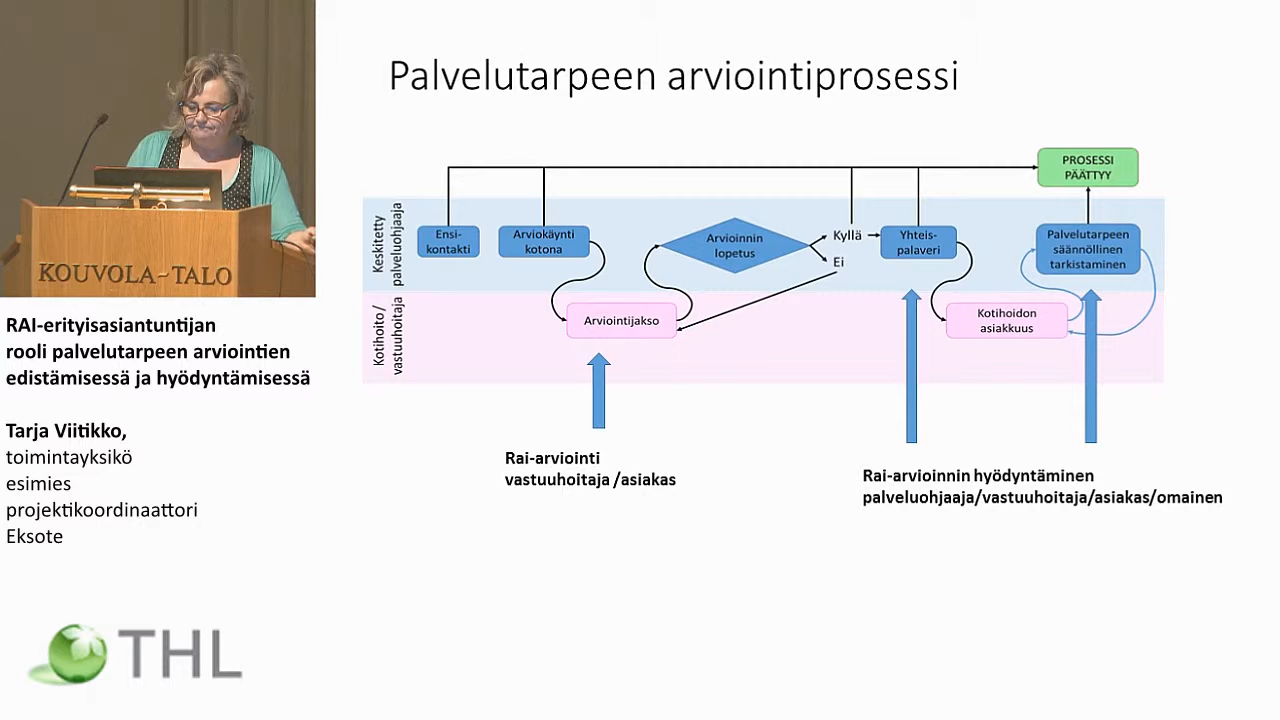 Palvelutarpeen arviointiprosessi
PROSESSI
PÄÄTTYY
Keskitetty
palveluohjaaja
Ensi-
kontakti
Arviokäynti
kotona
Arvioinnin
lopetus
Kyllä
Ei
Yhteis-
palaveri
Palvelutarpeen
säännöllinen
tarkistaminen
Kotihoito/
vastuuhoitaja
Arviointijakso
Kotihoidon
asiakkuus
Rai-arviointi
vastuuhoitaja /asiakas
Rai-arvioinnin hyödyntäminen
palveluohjaaja/vastuuhoitaja/asiakas/omainen
KOUVOLA-TALO
RAI-erityisasiantuntijan
rooli palvelutarpeen arviointien
edistämisessä ja hyödyntämisessä
Tarja Viitikko,
toimintayksikö
esimies
projektikoordinaattori
Eksote
THL